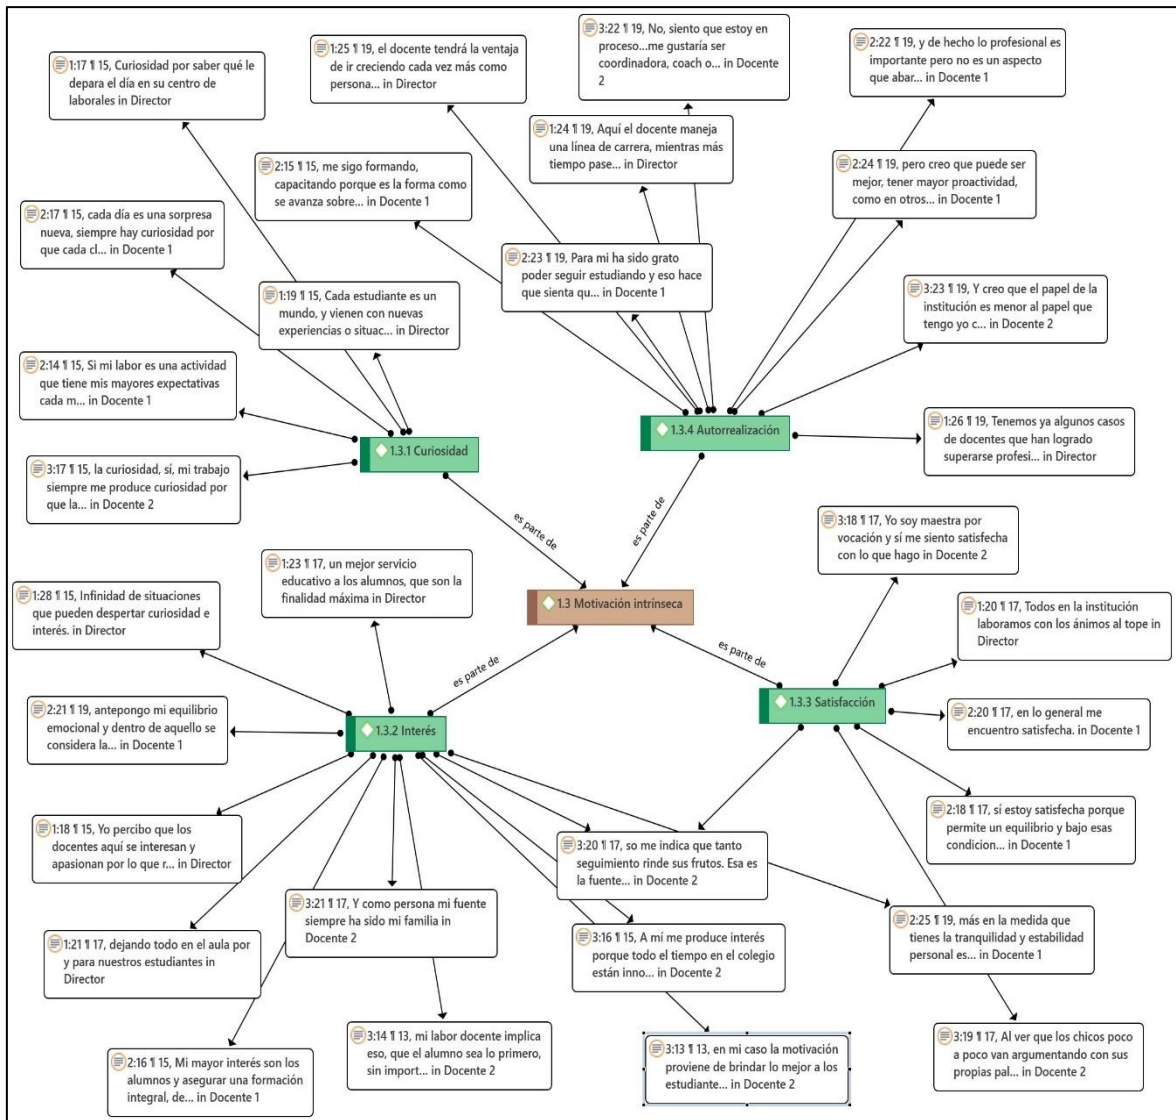 3:22 ¶ 19, No, siento que estoy en
proceso...me gustaría ser
coordinadora, coach o... in Docente
2
2:22 ¶ 19, y de hecho lo profesional es
importante pero no es un aspecto
que abar... in Docente 1
1:25 ¶ 19, el docente tendrá la ventaja
de ir creciendo cada vez más como
persona... in Director
1:17 ¶ 15, Curiosidad por saber qué le
depara el día en su centro de
laborales in Director
1:24 ¶ 19, Aquí el docente maneja
una línea de carrera, mientras más
tiempo pase... in Director
2:15 ¶ 15, me sigo formando,
capacitando porque es la forma como
se avanza sobre... in Docente 1
2:24 ¶ 19, pero creo que puede ser
mejor, tener mayor proactividad,
como en otros... in Docente 1
2:17 ¶ 15, cada día es una sorpresa
nueva, siempre hay curiosidad por
que cada cl... in Docente 1
2:23 ¶ 19, Para mi ha sido grato
poder seguir estudiando y eso hace
que sienta qu... in Docente 1
1:19 ¶ 15, Cada estudiante es un
mundo, y vienen con nuevas
experiencias o situac... in Director
3:23 ¶ 19, Y creo que el papel de la
institución es menor al papel que
tengo yo c... in Docente 2
2:14 ¶ 15, Si mi labor es una actividad
que tiene mis mayores expectativas
cada m... in Docente 1
1.3.4 Autorrealización
1.3.1 Curiosidad
1:26 ¶ 19, Tenemos ya algunos casos
de docentes que han logrado
superarse profesi... in Director
3:17 ¶ 15, la curiosidad, sí, mi trabajo
siempre me produce curiosidad por
que la... in Docente 2
es parte de
es parte de
3:18 ¶ 17, Yo soy maestra por
vocación y sí me siento satisfecha
con lo que hago in Docente 2
1:23 ¶ 17, un mejor servicio
educativo a los alumnos, que son la
finalidad máxima in Director
1:28 ¶ 15, Infinidad de situaciones
que pueden despertar curiosidad e
interés. in Director
1.3 Motivación intrínseca
1:20 ¶ 17, Todos en la institución
laboramos con los ánimos al tope in
Director
es parte de
es parte de
2:21 ¶ 19, antepongo mi equilibrio
emocional y dentro de aquello se
considera la... in Docente 1
1.3.2 Interés
1.3.3 Satisfacción
2:20 ¶ 17, en lo general me
encuentro satisfecha. in Docente 1
1:18 ¶ 15, Yo percibo que los
docentes aquí se interesan y
apasionan por lo que r... in Director
2:18 ¶ 17, sí estoy satisfecha porque
permite un equilibrio y bajo esas
condicion... in Docente 1
3:20 ¶ 17, so me indica que tanto
seguimiento rinde sus frutos. Esa es
la fuente... in Docente 2
3:21 ¶ 17, Y como persona mi fuente
siempre ha sido mi familia in
Docente 2
2:25 ¶ 19, más en la medida que
tienes la tranquilidad y estabilidad
personal es... in Docente 1
1:21 ¶ 17, dejando todo en el aula por
y para nuestros estudiantes in
Director
3:16 ¶ 15, A mí me produce interés
porque todo el tiempo en el colegio
están inno... in Docente 2
3:14 ¶ 13, mi labor docente implica
eso, que el alumno sea lo primero,
sin import... in Docente 2
3:13 ¶ 13, en mi caso la motivación
proviene de brindar lo mejor a los
estudiante... in Docente 2
3:19 ¶ 17, Al ver que los chicos poco
a poco van argumentando con sus
propias pal... in Docente 2
2:16 ¶ 15, Mi mayor interés son los
alumnos y asegurar una formación
integral, de... in Docente 1